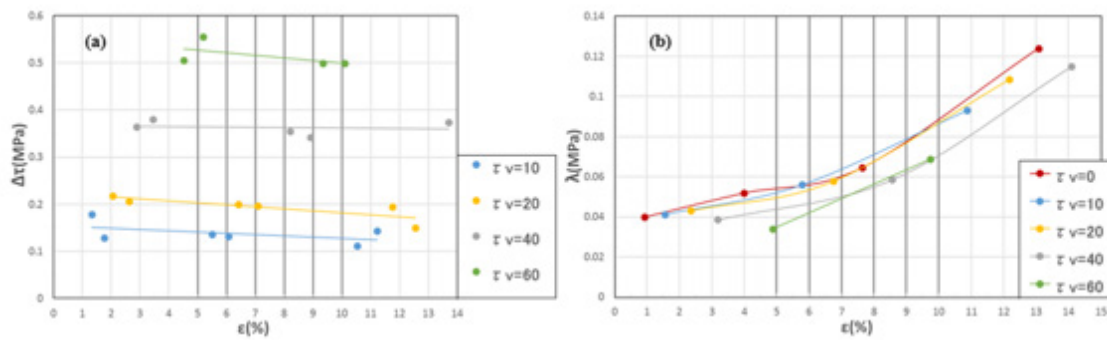 (a)
Δτ(MPa)
0.6
0.5
0.4
0.3
0.2
0.1
0
0 1 2 3 4 5 6 7 8 9 10 11 12 13 14
ε(%)
τ v=10
τ v=20
τ v=40
τ v=60
(b)
λ(MPa)
0.14
0.12
0.1
0.08
0.06
0.04
0.02
0
0 1 2 3 4 5 6 7 8 9 10 11 12 13 14 15
ε(%)
τ v=0
τ v=10
τ v=20
τ v=40
τ v=60